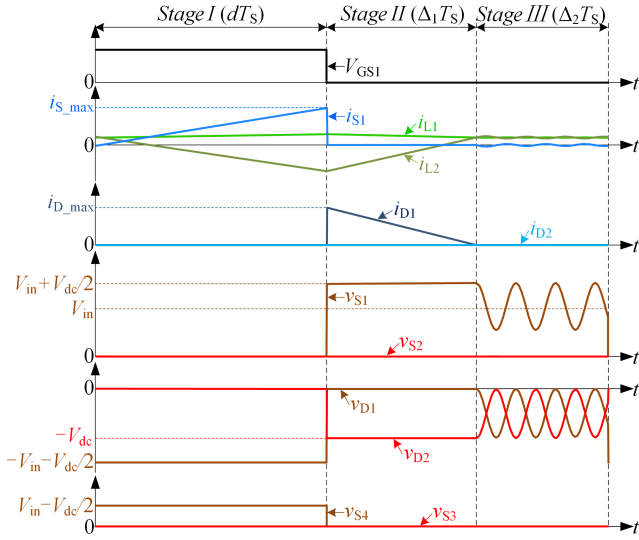 Stage I (dTS) Stage II (Δ1TS) Stage III (Δ2TS)
VGS1
0 t
iS_max iS1 iL1
0 t
iL2
iD_max iD1
iD2
0 t
Vin+Vdc/2 vS1
Vin
vS2
0 t
0 t
vD1
−Vdc
vD2
−Vin−Vdc/2
Vin−Vdc/2 vS4 vS3
0 t